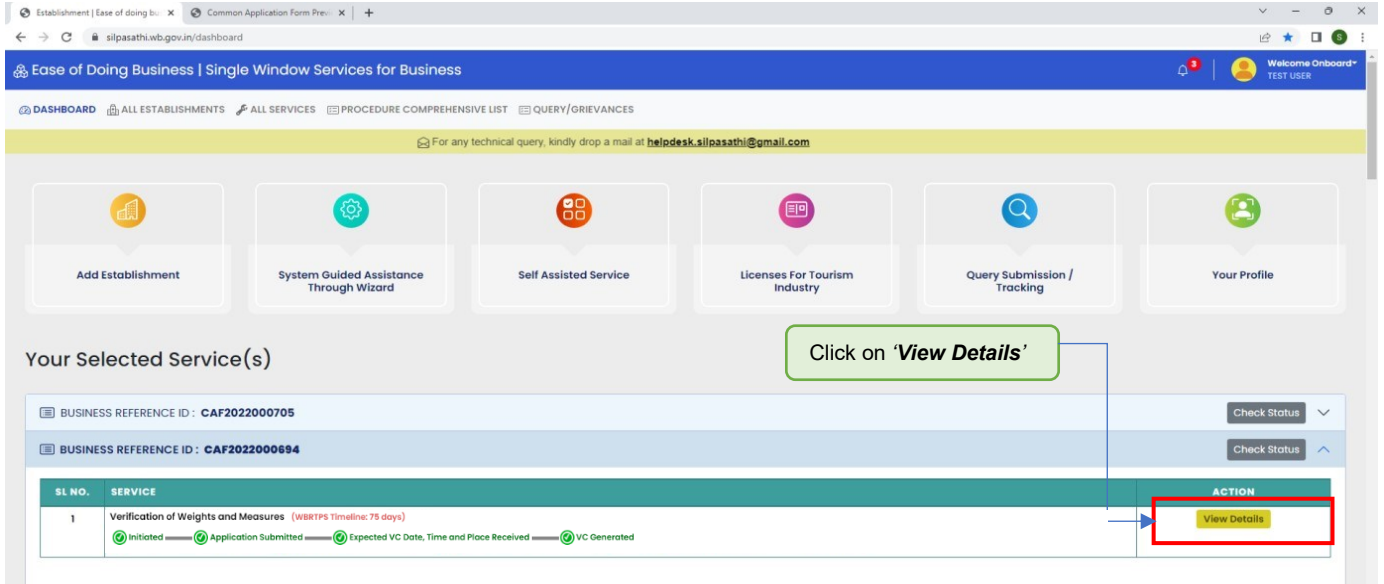 Establishment | Ease of doing bu
Common Application Form Prev
silpasathi.wb.gov.in/dashboard
S
Ease of Doing Business | Single Window Services for Business
3
Welcome Onboard
TEST USER
DASHBOARD ALL ESTABLISHMENTS ALL SERVICES PROCEDURE COMPREHENSIVE LIST QUERY/GRIEVANCES
For any technical query, kindly drop a mail at helpdesk.silpasathi@gmail.com
Add Establishment
System Guided Assistance
Through Wizard
Self Assisted Service
Licenses For Tourism
Industry
Query Submission /
Tracking
Your Profile
Click on ‘View Details’
Your Selected Service(s)
BUSINESS REFERENCE ID : CAF2022000705 Check Status
BUSINESS REFERENCE ID : CAF2022000694 Check Status
SL NO. SERVICE ACTION
1 Verification of Weights and Measures (WBRTPS Timeline: 75 days) View Details
Initiated Application Submitted Expected VC Date, Time and Place Received VC Generated